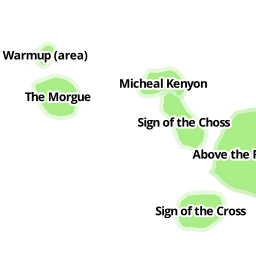 Warmup (area)
Micheal Kenyon
The Morgue
Sign of the Choss
Above the
Sign of the Cross